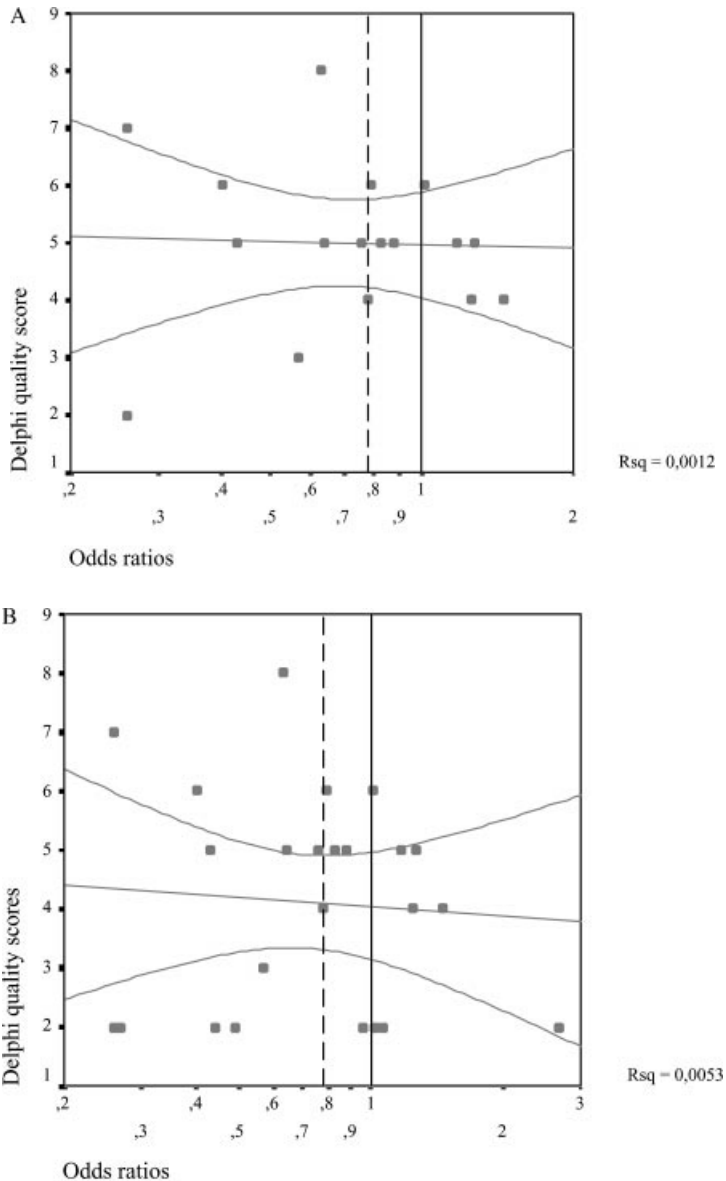 A
9
8
7
6
5
4
3
2
1
Delphi quality score
,2 ,4 ,6 ,8 1 2
,3 ,5 ,7 ,9
Odds ratios
Rsq = 0,0012
B
9
8
7
6
5
4
3
2
1
Delphi quality scores
,2 ,4 ,6 ,8 1 3
,3 ,5 ,7 ,9 2
Odds ratios
Rsq = 0,0053